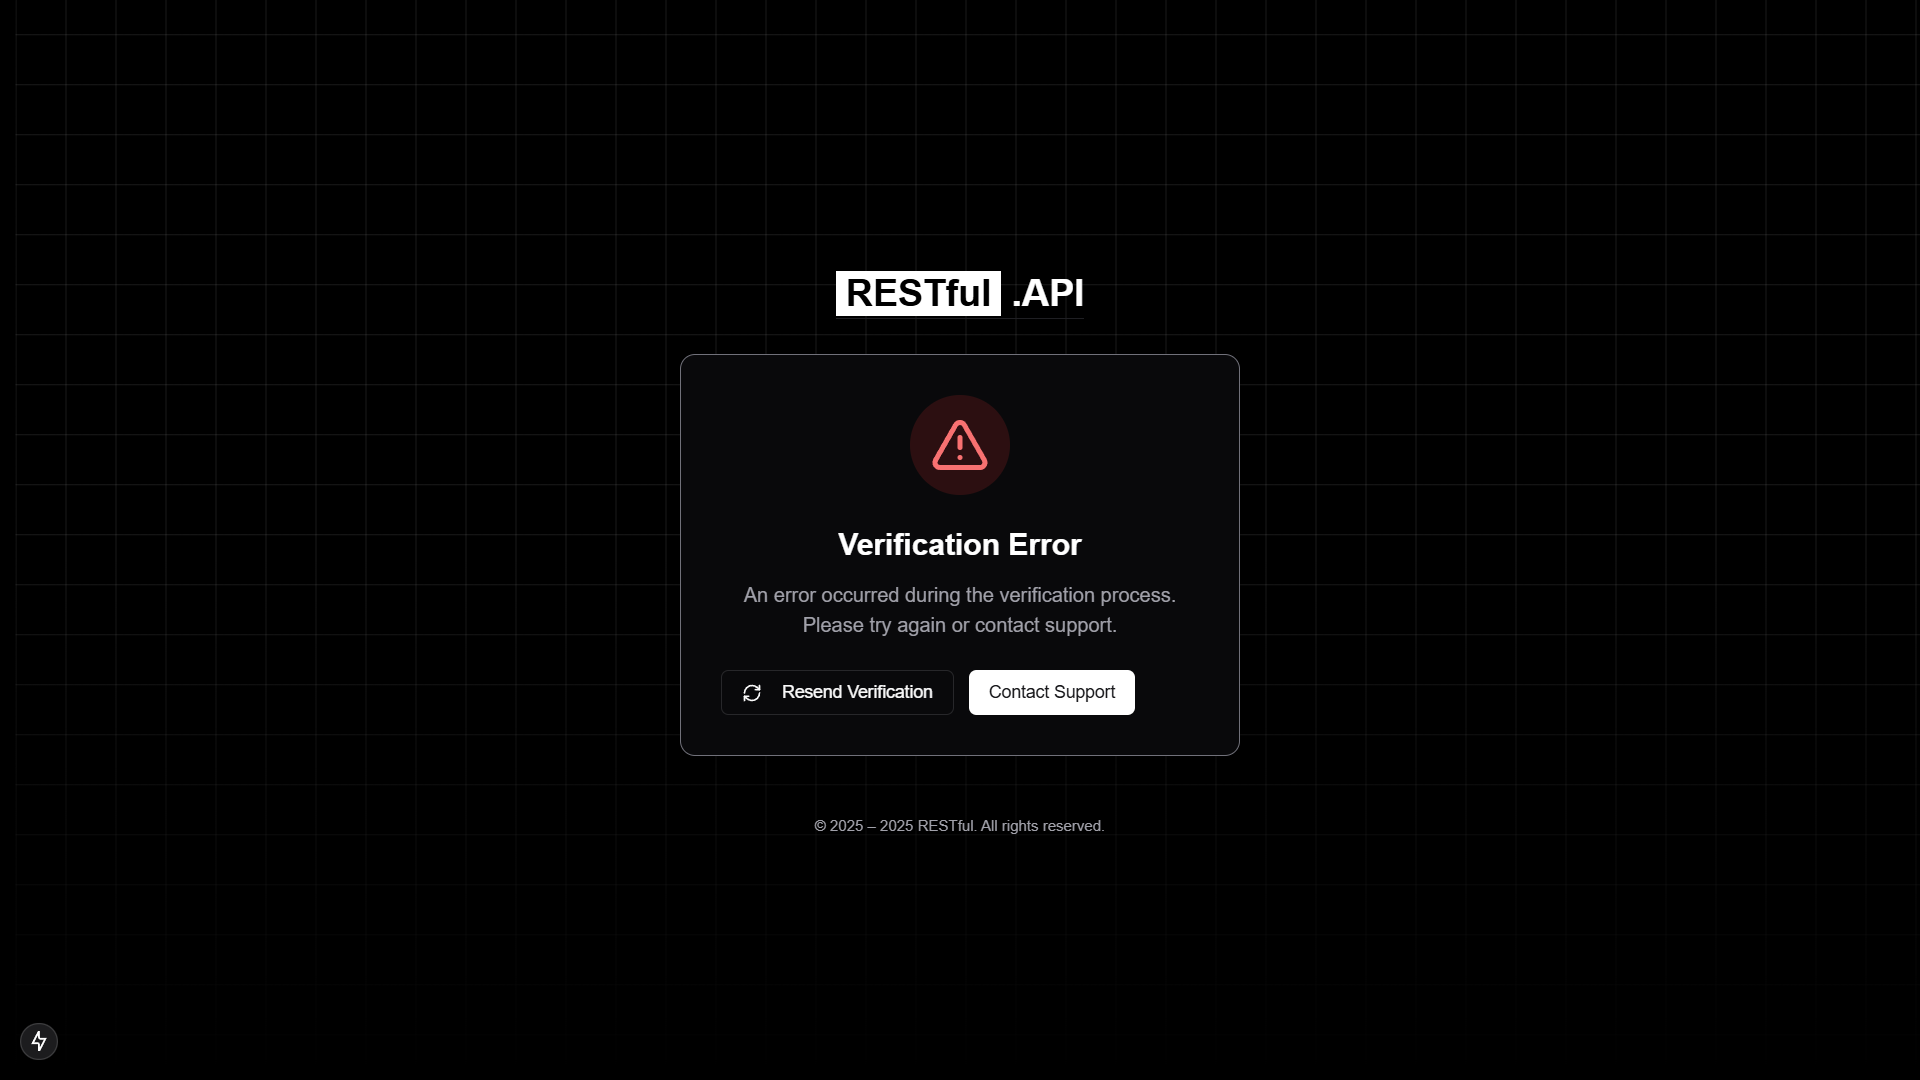 RESTful .API
Verification Error
An error occurred during the verification process.
Please try again or contact support.
Resend Verification
Contact Support
© 2025 – 2025 RESTful. All rights reserved.